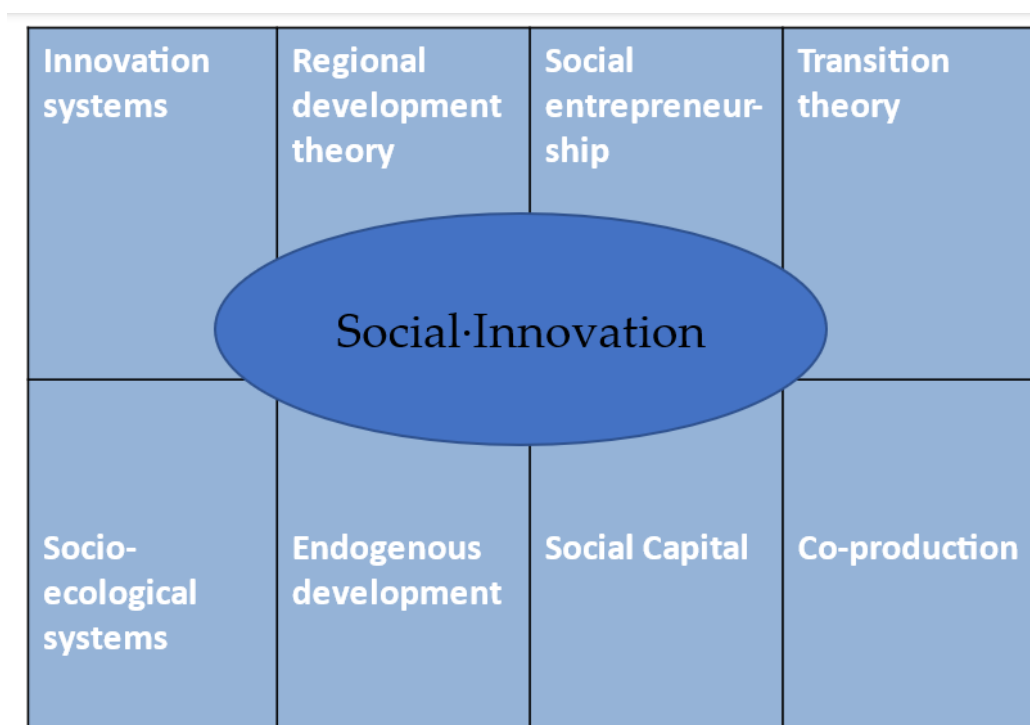 Innovation
systems
Regional
development
theory
Social
entrepreneur-
ship
Transition
theory
Social·Innovation
Socio-
ecological
systems
Endogenous
development
Social Capital
Co-production